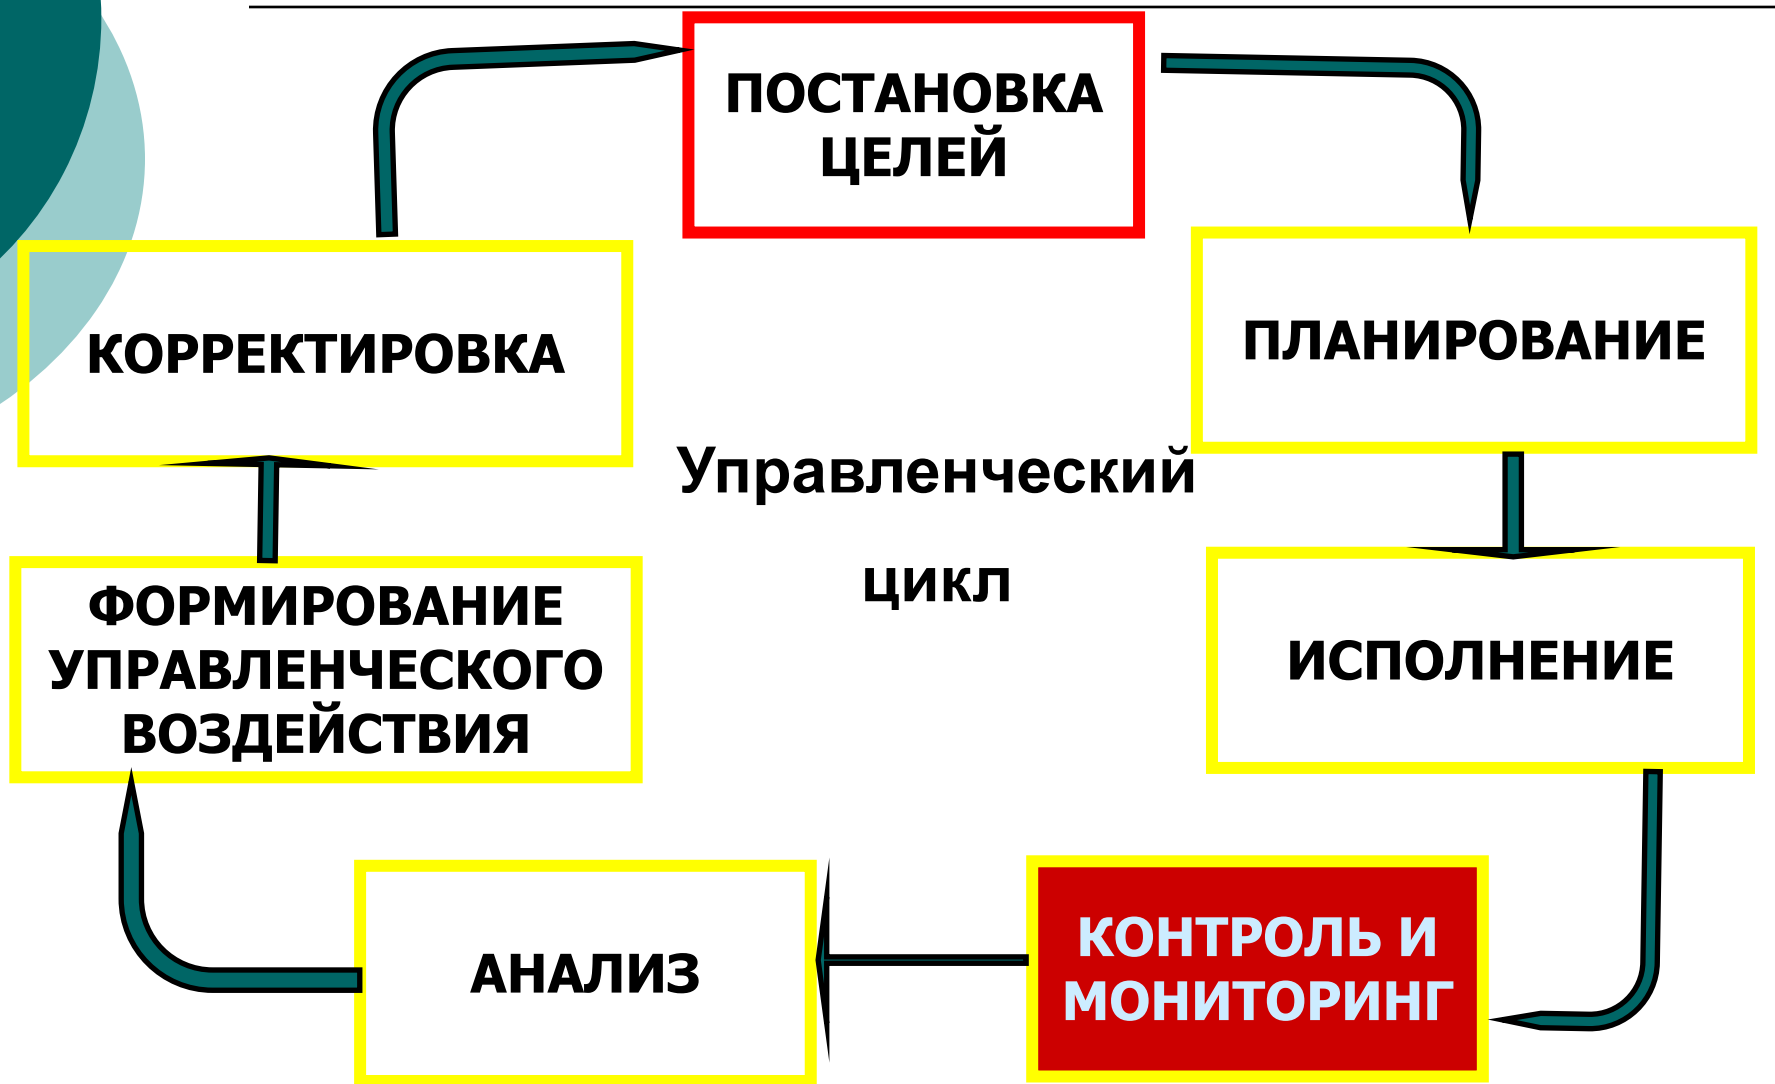 ПОСТАНОВКА
ЦЕЛЕЙ
ПЛАНИРОВАНИЕ
ИСПОЛНЕНИЕ
КОНТРОЛЬ И
МОНИТОРИНГ
АНАЛИЗ
ФОРМИРОВАНИЕ
УПРАВЛЕНЧЕСКОГО
ВОЗДЕЙСТВИЯ
КОРРЕКТИРОВКА
Управленческий
цикл